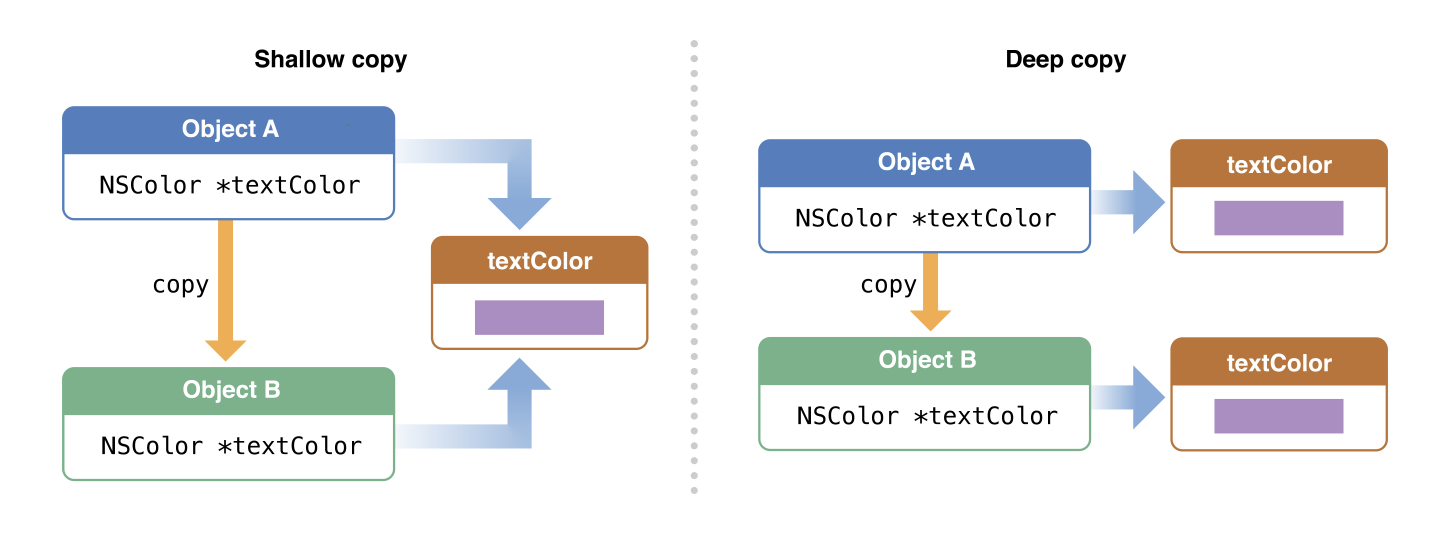 Shallow copy
Object A
NSColor *textColor
copy
textColor
Object B
NSColor *textColor
Deep copy
Object A
NSColor *textColor
textColor
copy
Object B
NSColor *textColor
textColor